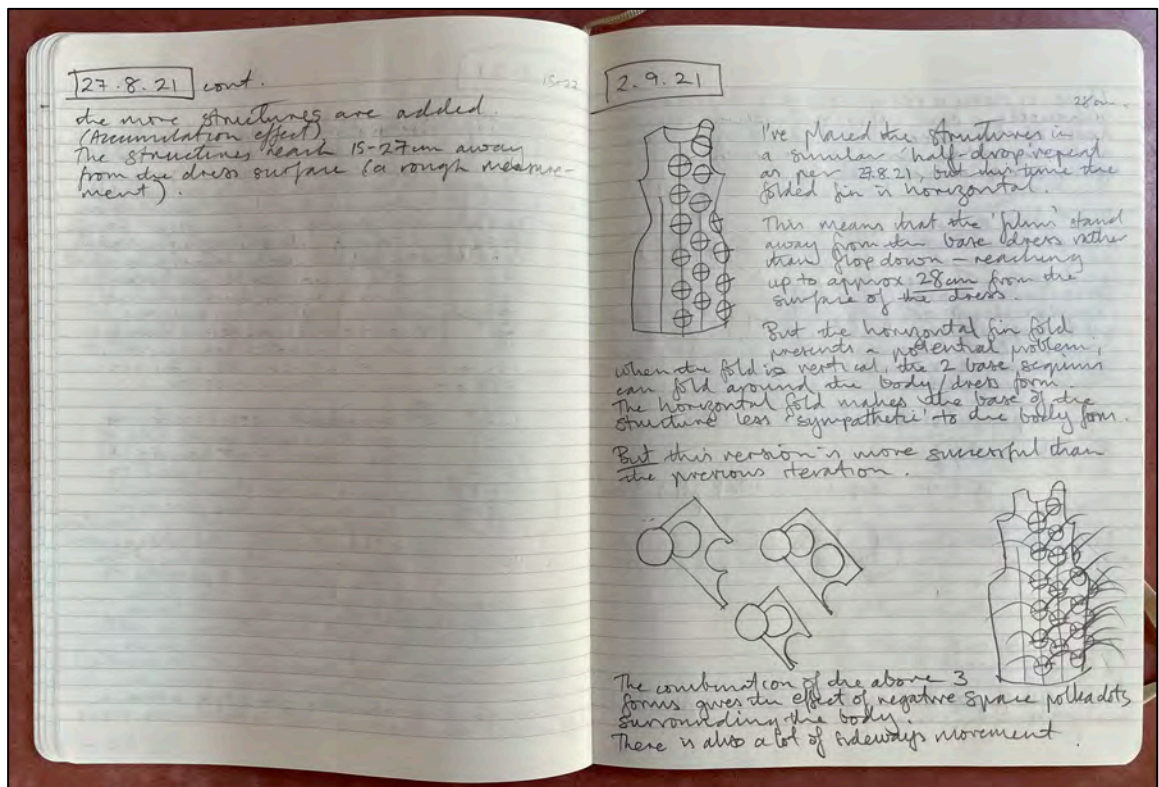 27.8.21 cont.
15-22
the more structures are added.
(Accumulation effect)
The structures reach 15-27cm away
from the dress surface (a rough measure-
ment).
2.9.21
28cm.
I've placed the structures in
a similar 'half-drop' repeat
as per 27.8.21, but this time the
folded fin is horizontal.
This means that the 'films' stand
away from the base dress rather
than flop down – reaching
up to approx 28cm from the
surface of the dress.
But the horizontal fin fold
presents a potential problem;
when the fold is vertical, the 2 base sequins
can fold around the body/dress form.
The horizontal fold makes the base of the
structure less 'sympathetic' to the body form.
But this version is more successful than
the previous iteration.
The combination of the above 3
forms gives the effect of negative space polkadots
surrounding the body.
There is also a lot of sideways movement.